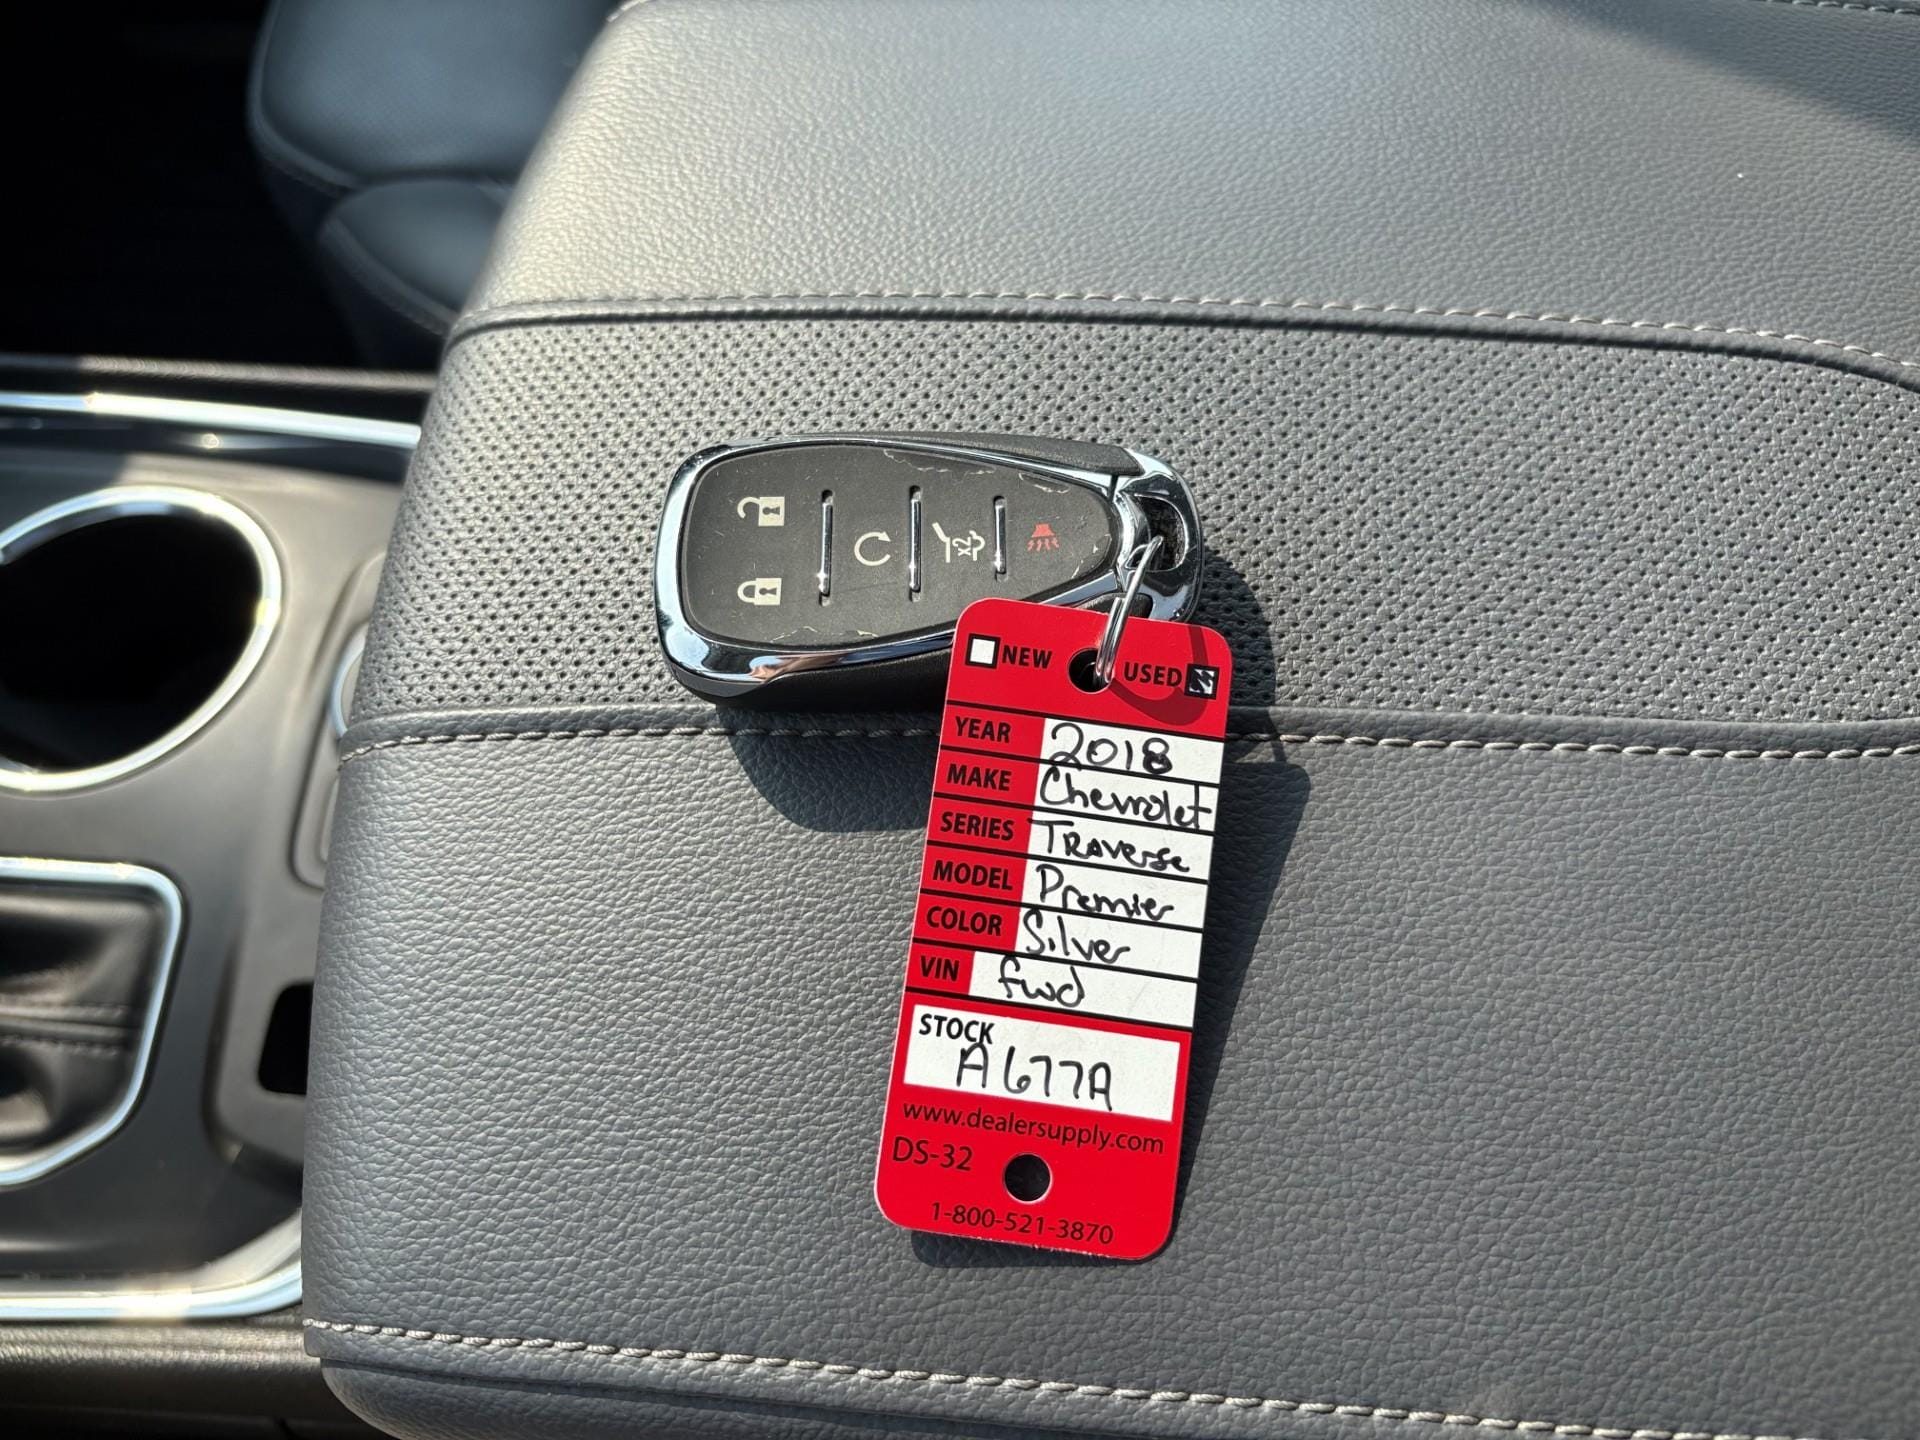 x2
NEW USED
YEAR 2018
MAKE Chevrolet
SERIES Traverse
MODEL Premier
COLOR Silver
VIN fwd
STOCK
A677A
www.dealersupply.com
DS-32
1-800-521-3870